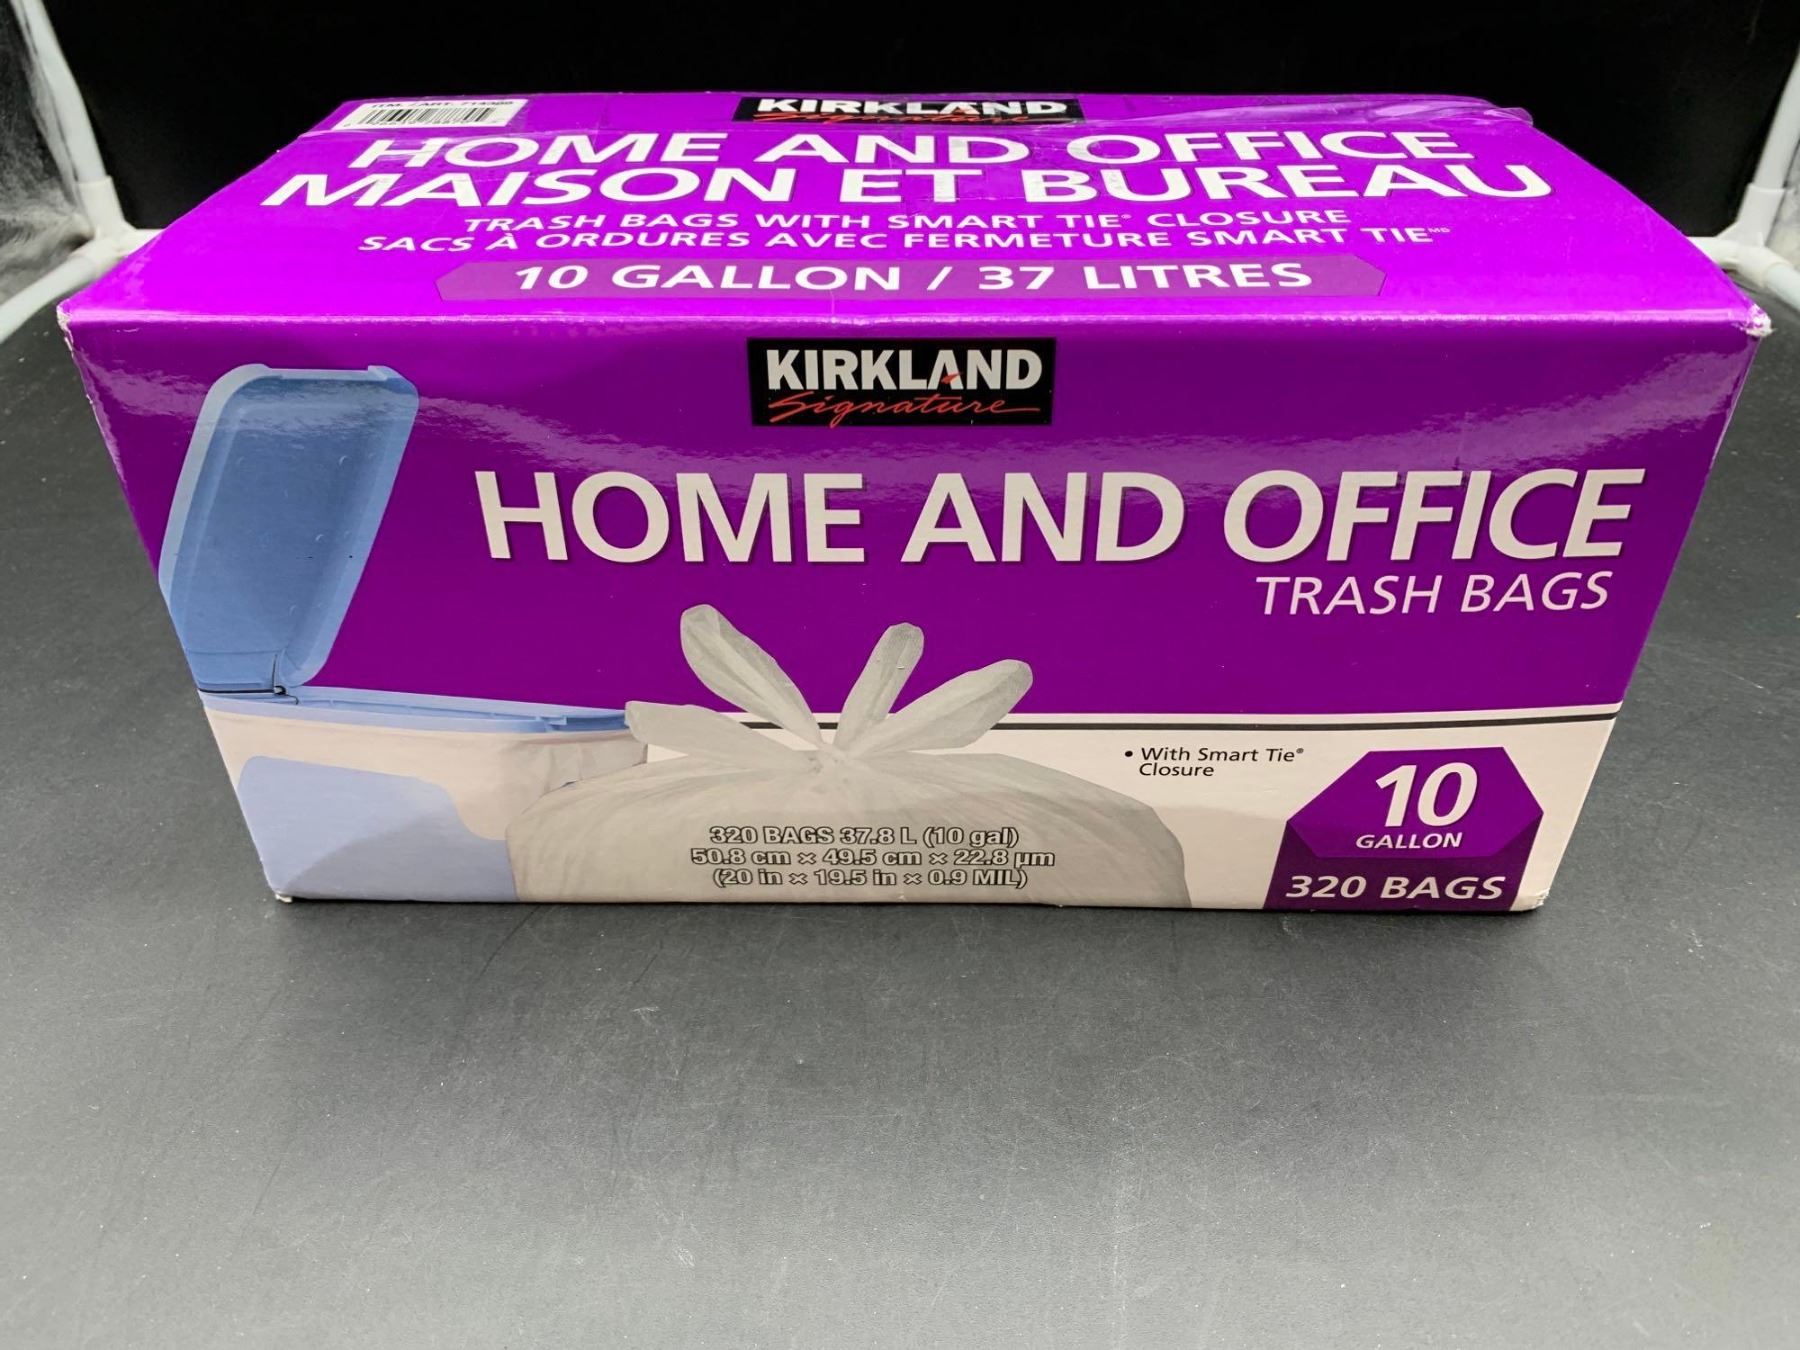 KIRKLAND
Signature
HOME AND OFFICE
MAISON ET BUREAU
TRASH BAGS WITH SMART TIE® CLOSURE
SACS À ORDURES AVEC FERMETURE SMART TIE MD
10 GALLON / 37 LITRES
KIRKLAND
Signature
HOME AND OFFICE
TRASH BAGS
• With Smart Tie®
Closure
10
GALLON
320 BAGS
320 BAGS 37.8 L (10 gal)
50.8 cm × 49.5 cm × 22.8 µm
(20 in × 19.5 in × 0.9 MIL)